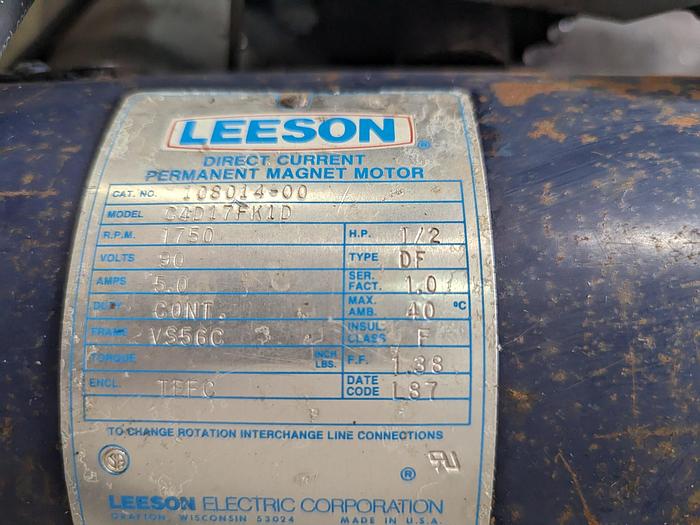 LEESON ®
DIRECT CURRENT
PERMANENT MAGNET MOTOR
CAT. NO. 108014-00
MODEL C4D17FK1D
R.P.M. 1750 H.P. 1/2
VOLTS 90 TYPE DF
AMPS 5.0 SER. FACT. 1.0
DUTY CONT. MAX. AMB. 40 °C
FRAME VS56C INSUL. CLASS F
TORQUE INCH LBS. F.F. 1.38
ENCL. TEFC DATE CODE L87
TO CHANGE ROTATION INTERCHANGE LINE CONNECTIONS
®
LEESON ELECTRIC CORPORATION
GRAFTON, WISCONSIN 53024 MADE IN U.S.A.